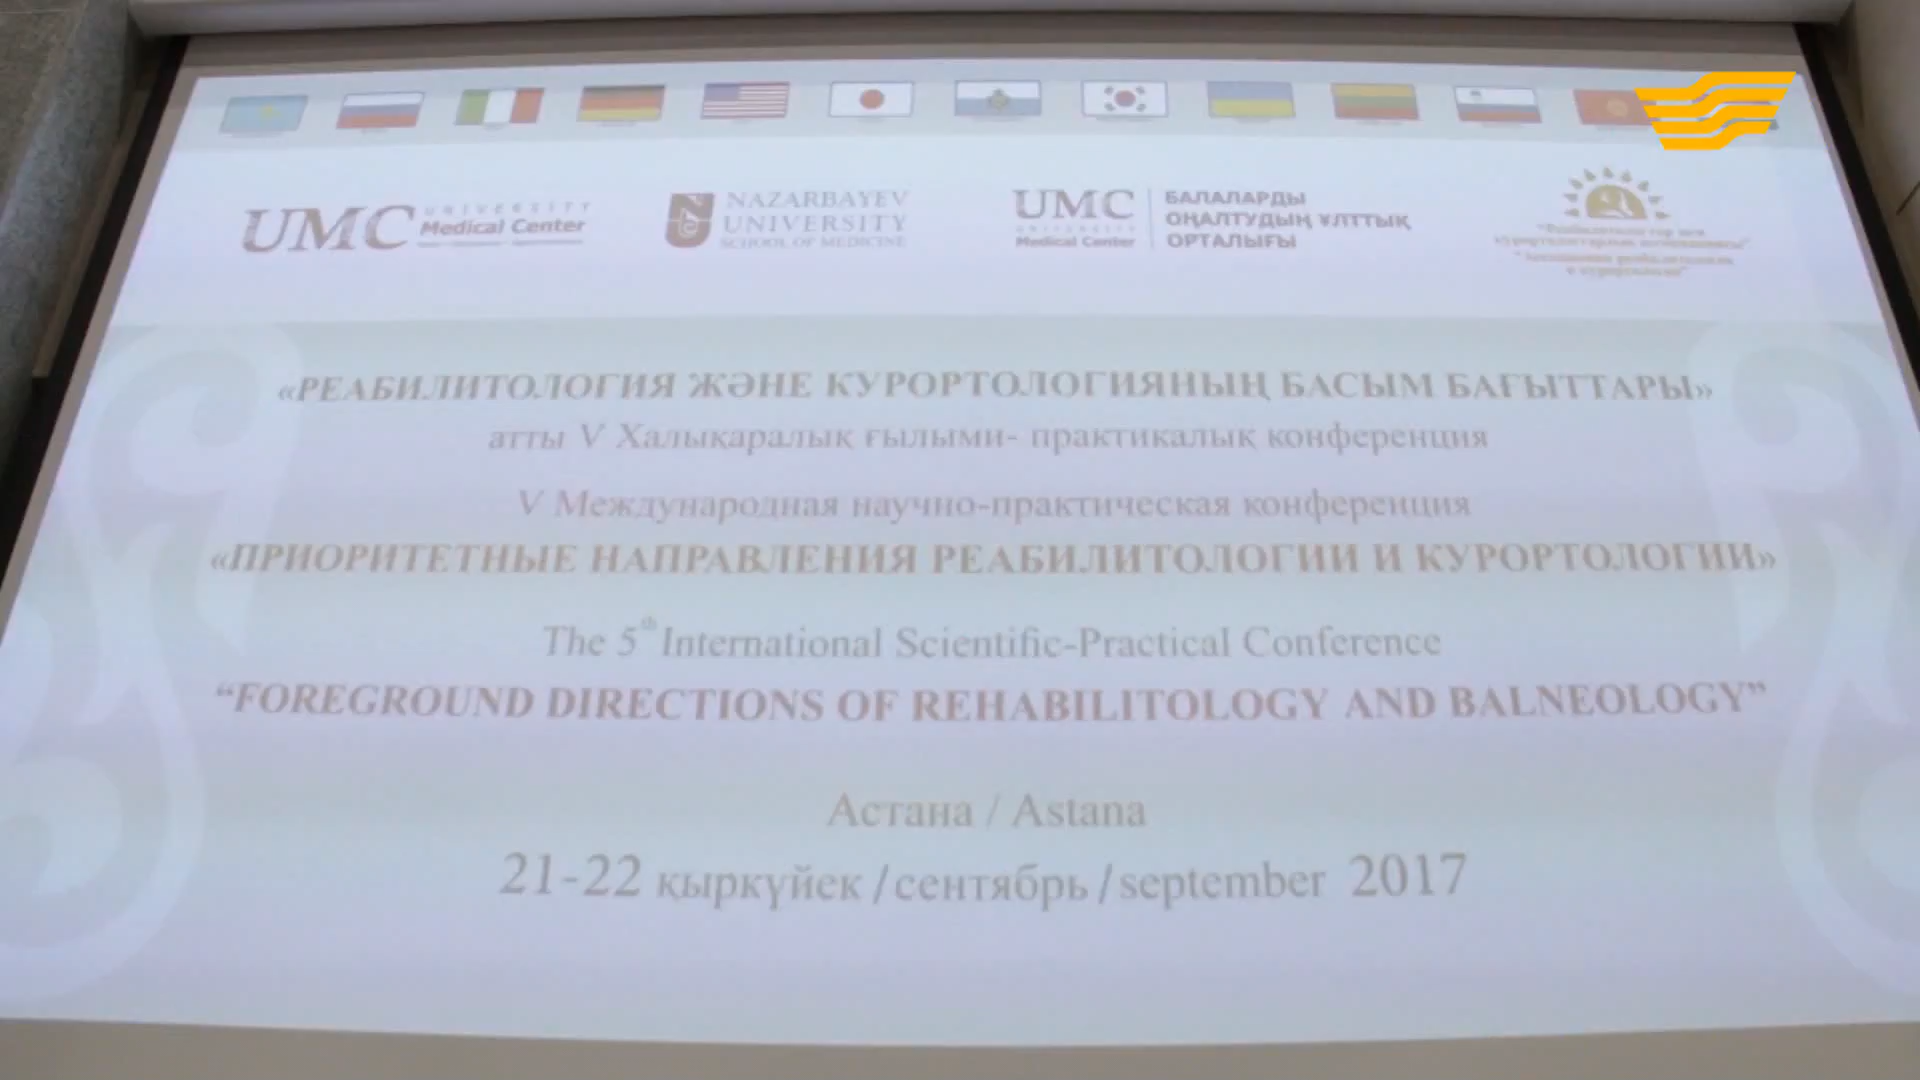 UMC UNIVERSITY Medical Center
NAZARBAYEV UNIVERSITY SCHOOL OF MEDICINE
UMC UNIVERSITY Medical Center
БАЛАЛАРДЫ
ОҢАЛТУДЫҢ ҰЛТТЫҚ
ОРТАЛЫҒЫ
«РЕАБИЛИТОЛОГИЯ ЖӘНЕ КУРОРТОЛОГИЯНЫҢ БАСЫМ БАҒЫТТАРЫ»
атты V Халықаралық ғылыми- практикалық конференция
V Международная научно-практическая конференция
«ПРИОРИТЕТНЫЕ НАПРАВЛЕНИЯ РЕАБИЛИТОЛОГИИ И КУРОРТОЛОГИИ»
The 5th International Scientific-Practical Conference
“FOREGROUND DIRECTIONS OF REHABILITOLOGY AND BALNEOLOGY”
Астана / Astana
21-22 қыркүйек / сентябрь / september 2017